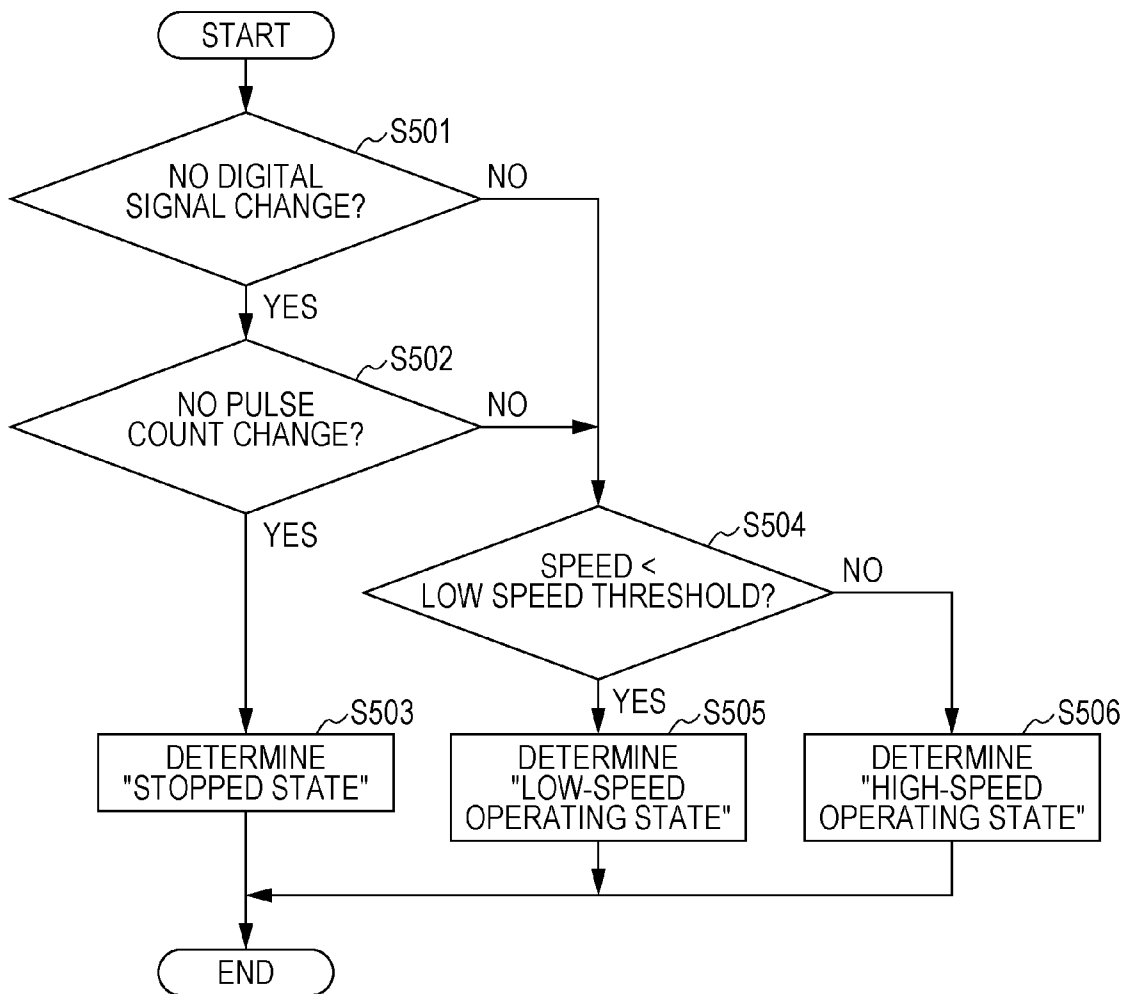 START
S501
NO DIGITAL
SIGNAL CHANGE?
NO
YES
S502
NO PULSE
COUNT CHANGE?
NO
YES
S504
SPEED <
LOW SPEED THRESHOLD?
NO
YES
S503
DETERMINE
"STOPPED STATE"
S505
DETERMINE
"LOW-SPEED
OPERATING STATE"
S506
DETERMINE
"HIGH-SPEED
OPERATING STATE"
END